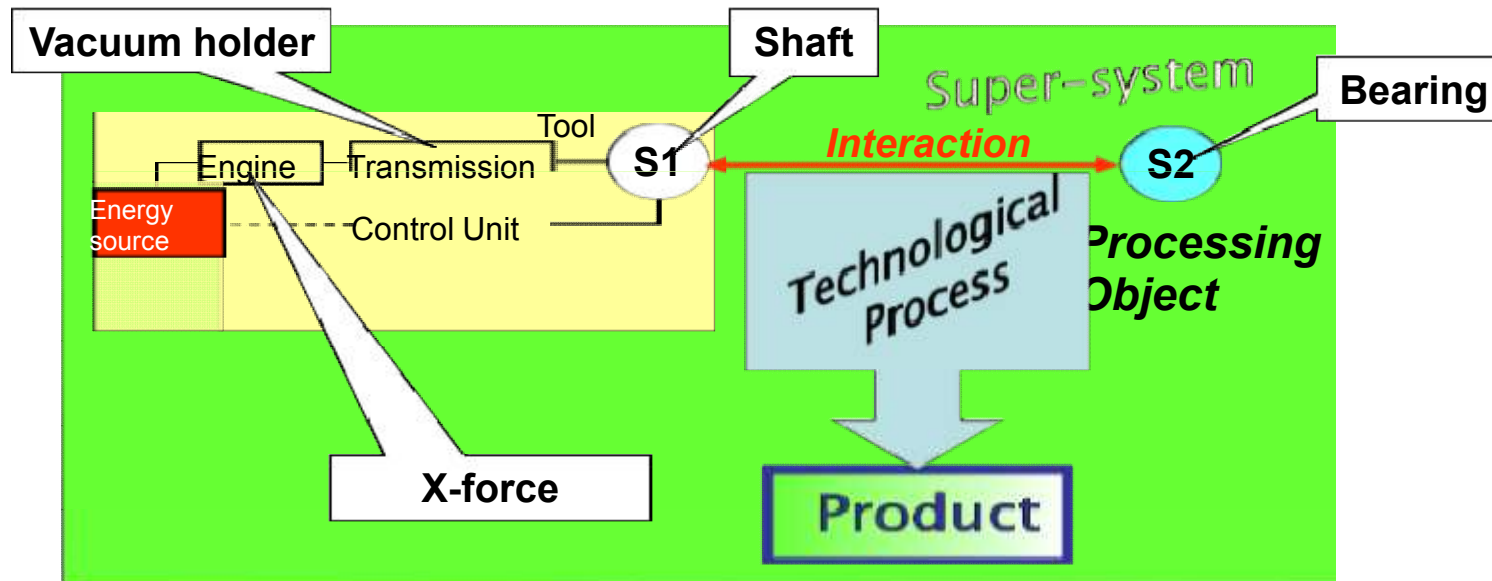 Vacuum holder
Shaft
Super-system
Bearing
Tool
Engine
Transmission
S1
Interaction
S2
Energy
source
Control Unit
Technological
Process
Processing
Object
X-force
Product